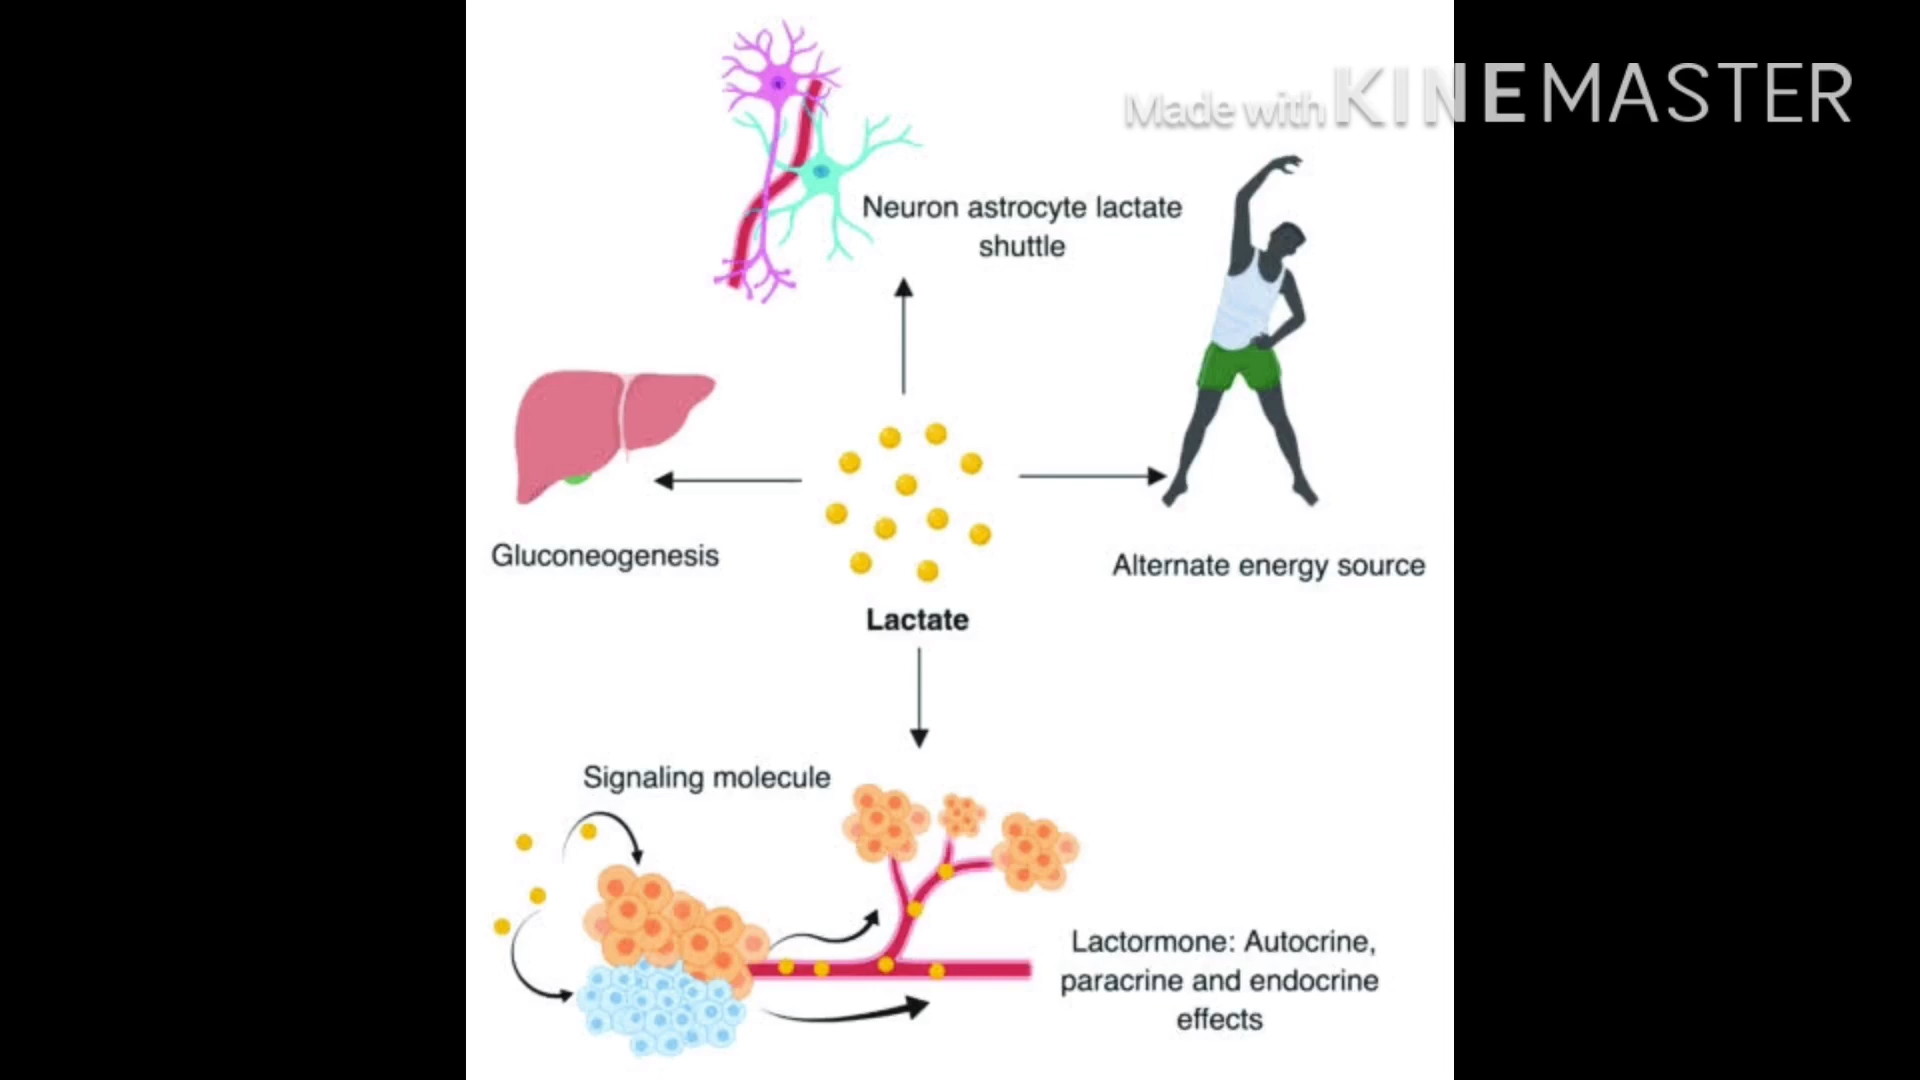 Made with KINEMASTER
Neuron astrocyte lactate
shuttle
Gluconeogenesis
Alternate energy source
Lactate
Signaling molecule
Lactormone: Autocrine,
paracrine and endocrine
effects